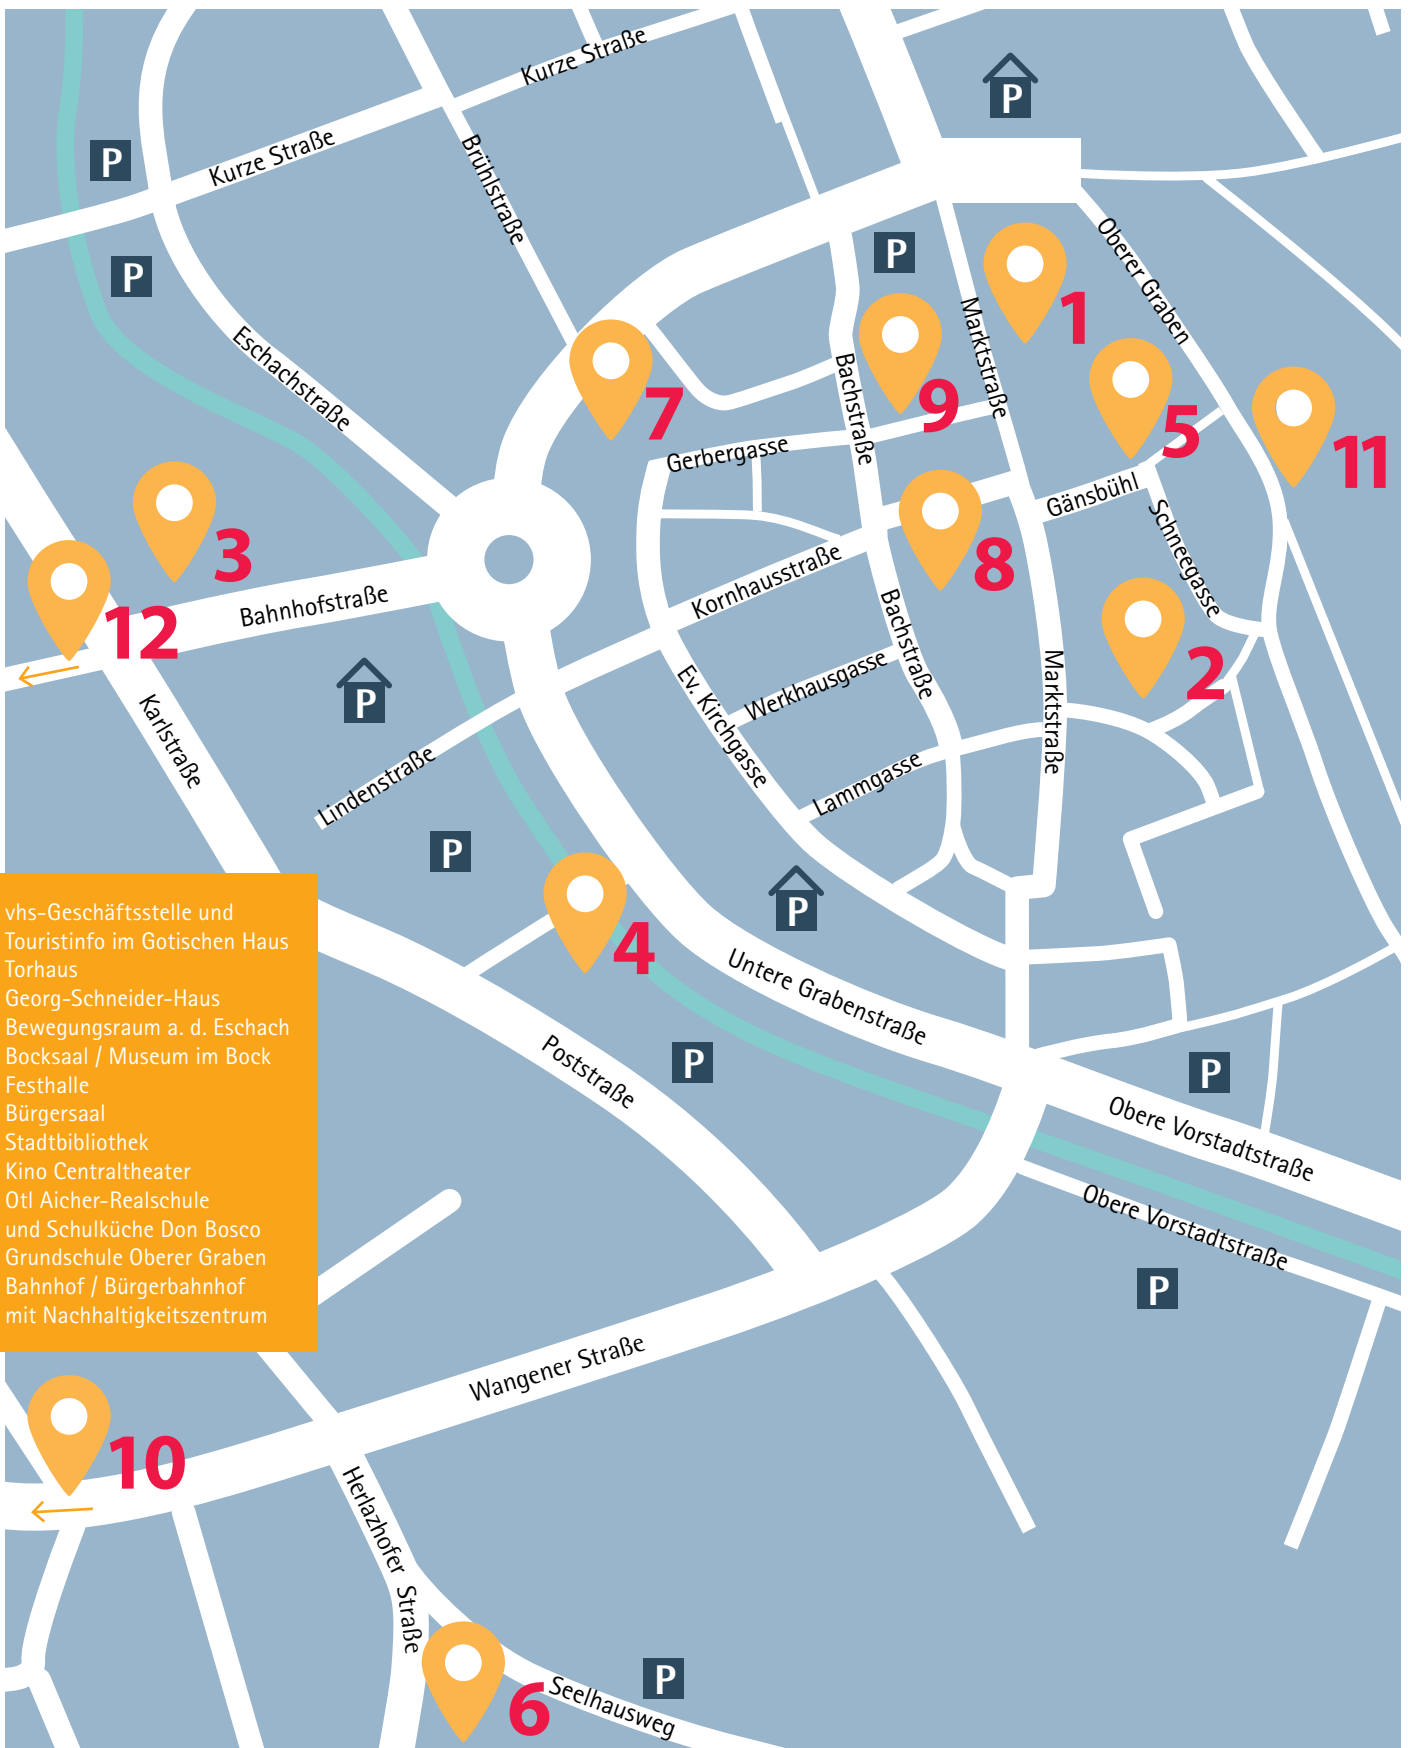 Kurze Straße
P
P
Kurze Straße
Brühlstraße
P
P
Oberer Graben
1
Marktstraße
Eschachstraße
7
Bachstraße
9
5
11
Gerbergasse
Gänsbühl
Schneegasse
3
8
Kornhausstraße
Bahnhofstraße
12
Bachstraße
2
Ev. Kirchgasse
Werkhausgasse
Marktstraße
P
Karlstraße
Lindenstraße
Lammgasse
P
P
4
vhs-Geschäftsstelle und
Touristinfo im Gotischen Haus
Torhaus
Georg-Schneider-Haus
Bewegungsraum a. d. Eschach
Bocksaal / Museum im Bock
Festhalle
Bürgersaal
Stadtbibliothek
Kino Centraltheater
Otl Aicher-Realschule
und Schulküche Don Bosco
Grundschule Oberer Graben
Bahnhof / Bürgerbahnhof
mit Nachhaltigkeitszentrum
Untere Grabenstraße
Poststraße
P
P
Obere Vorstadtstraße
Obere Vorstadtstraße
P
Wangener Straße
10
Herlazhofer Straße
6
P
Seelhausweg